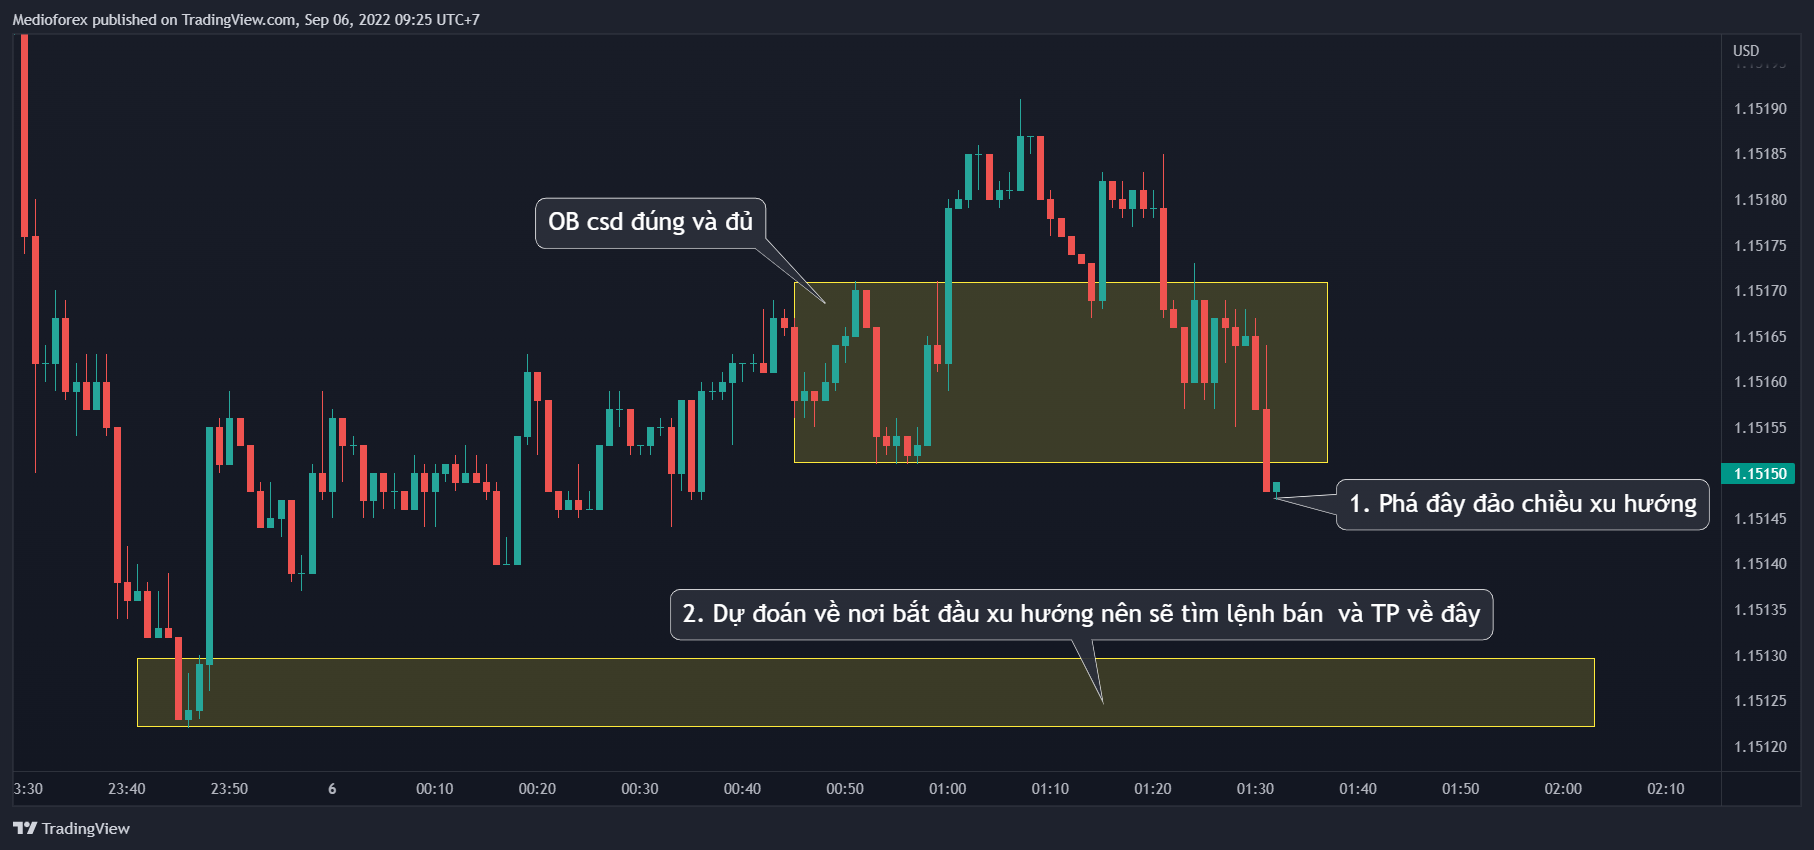 Medioforex published on TradingView.com, Sep 06, 2022 09:25 UTC+7
USD
1.15195
1.15190
1.15185
1.15180
1.15175
1.15170
1.15165
1.15160
1.15155
1.15150
1.15145
1.15140
1.15135
1.15130
1.15125
1.15120
OB csd đúng và đủ
1. Phá đây đảo chiều xu hướng
2. Dự đoán về nơi bắt đầu xu hướng nên sẽ tìm lệnh bán  và TP về đây
3:30 23:40 23:50 6 00:10 00:20 00:30 00:40 00:50 01:00 01:10 01:20 01:30 01:40 01:50 02:00 02:10
TradingView